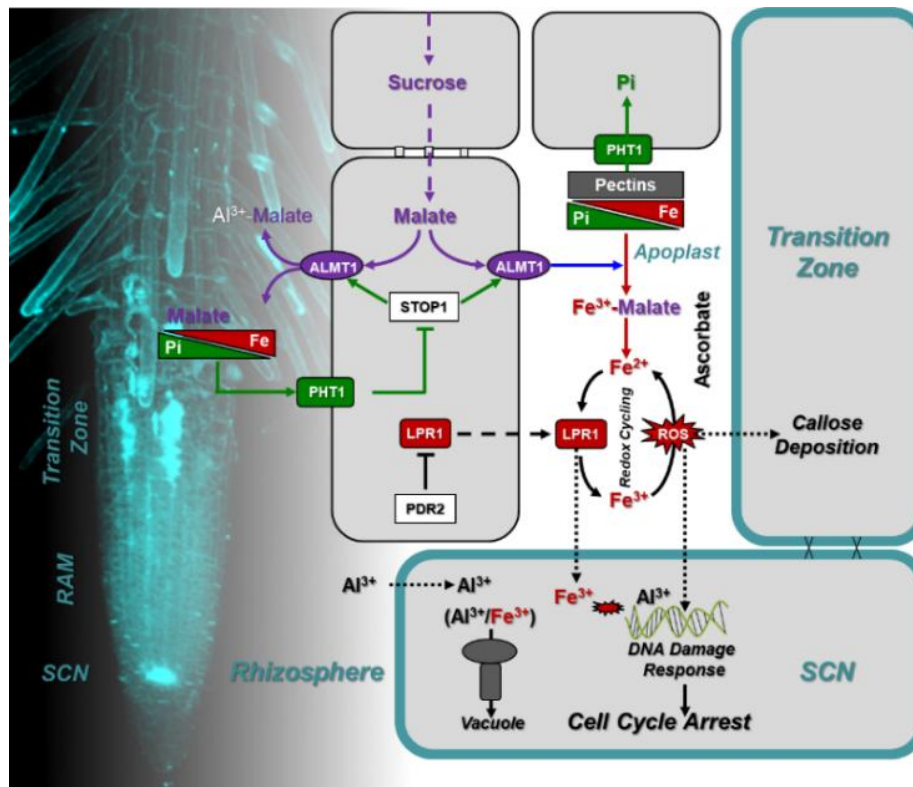 Sucrose
Pi
PHT1
Pectins
Pi
Fe
Al³⁺-Malate
Malate
ALMT1
ALMT1
Apoplast
Transition
Zone
STOP1
Malate
Fe³⁺-Malate
Pi
Fe
PHT1
Fe²⁺
Ascorbate
Transition
Zone
LPR1
LPR1
Redox Cycling
ROS
Callose
Deposition
Fe³⁺
PDR2
RAM
Al³⁺
Al³⁺
Fe³⁺
Al³⁺
(Al³⁺/Fe³⁺)
DNA Damage
Response
SCN
Rhizosphere
SCN
Vacuole
Cell Cycle Arrest